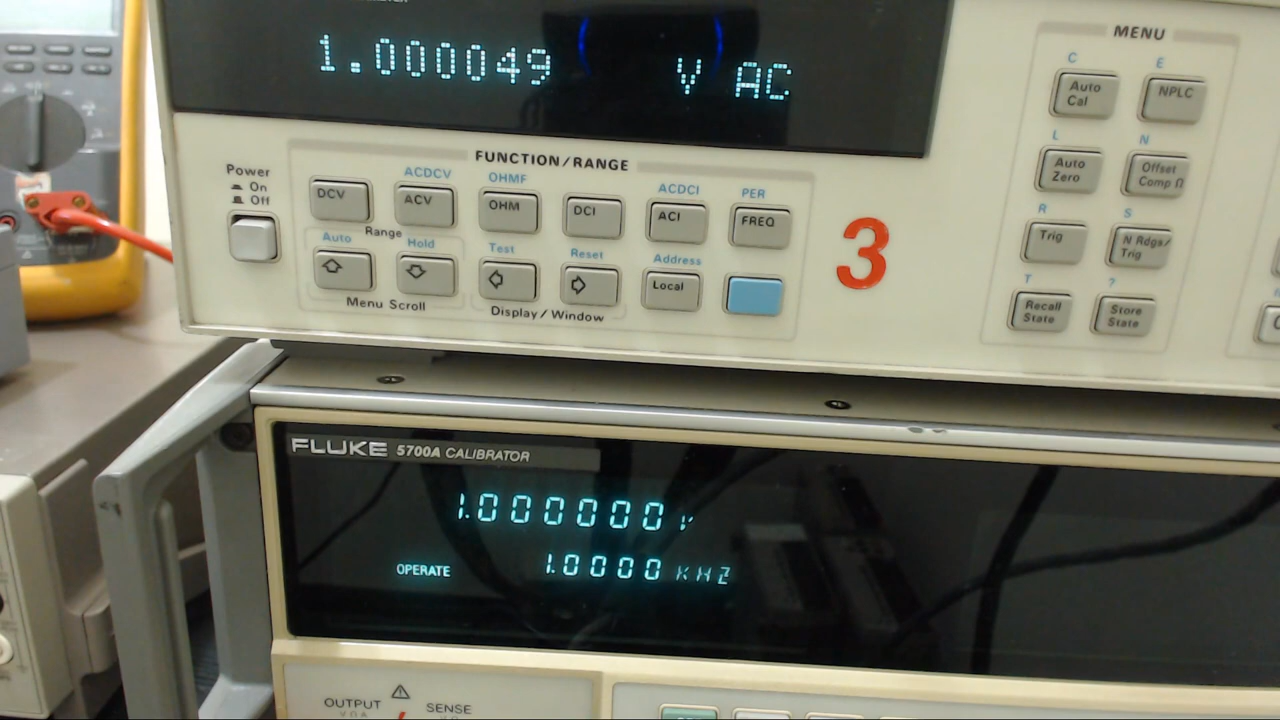 1.000049 V AC
MENU
C E
Auto Cal
NPLC
FUNCTION/RANGE
Power
On
Off
ACDCV OHMF ACDCI PER
DCV ACV OHM DCI ACI FREQ
Range
Auto Hold Test Reset Address
Local
Menu Scroll Display/Window
3
L N
Auto Zero
Offset Comp Ω
R S
Trig
N Rdgs/ Trig
T ?
Recall State
Store State
FLUKE 5700A CALIBRATOR
1.000000 V
OPERATE 1.0000 KHZ
OUTPUT SENSE